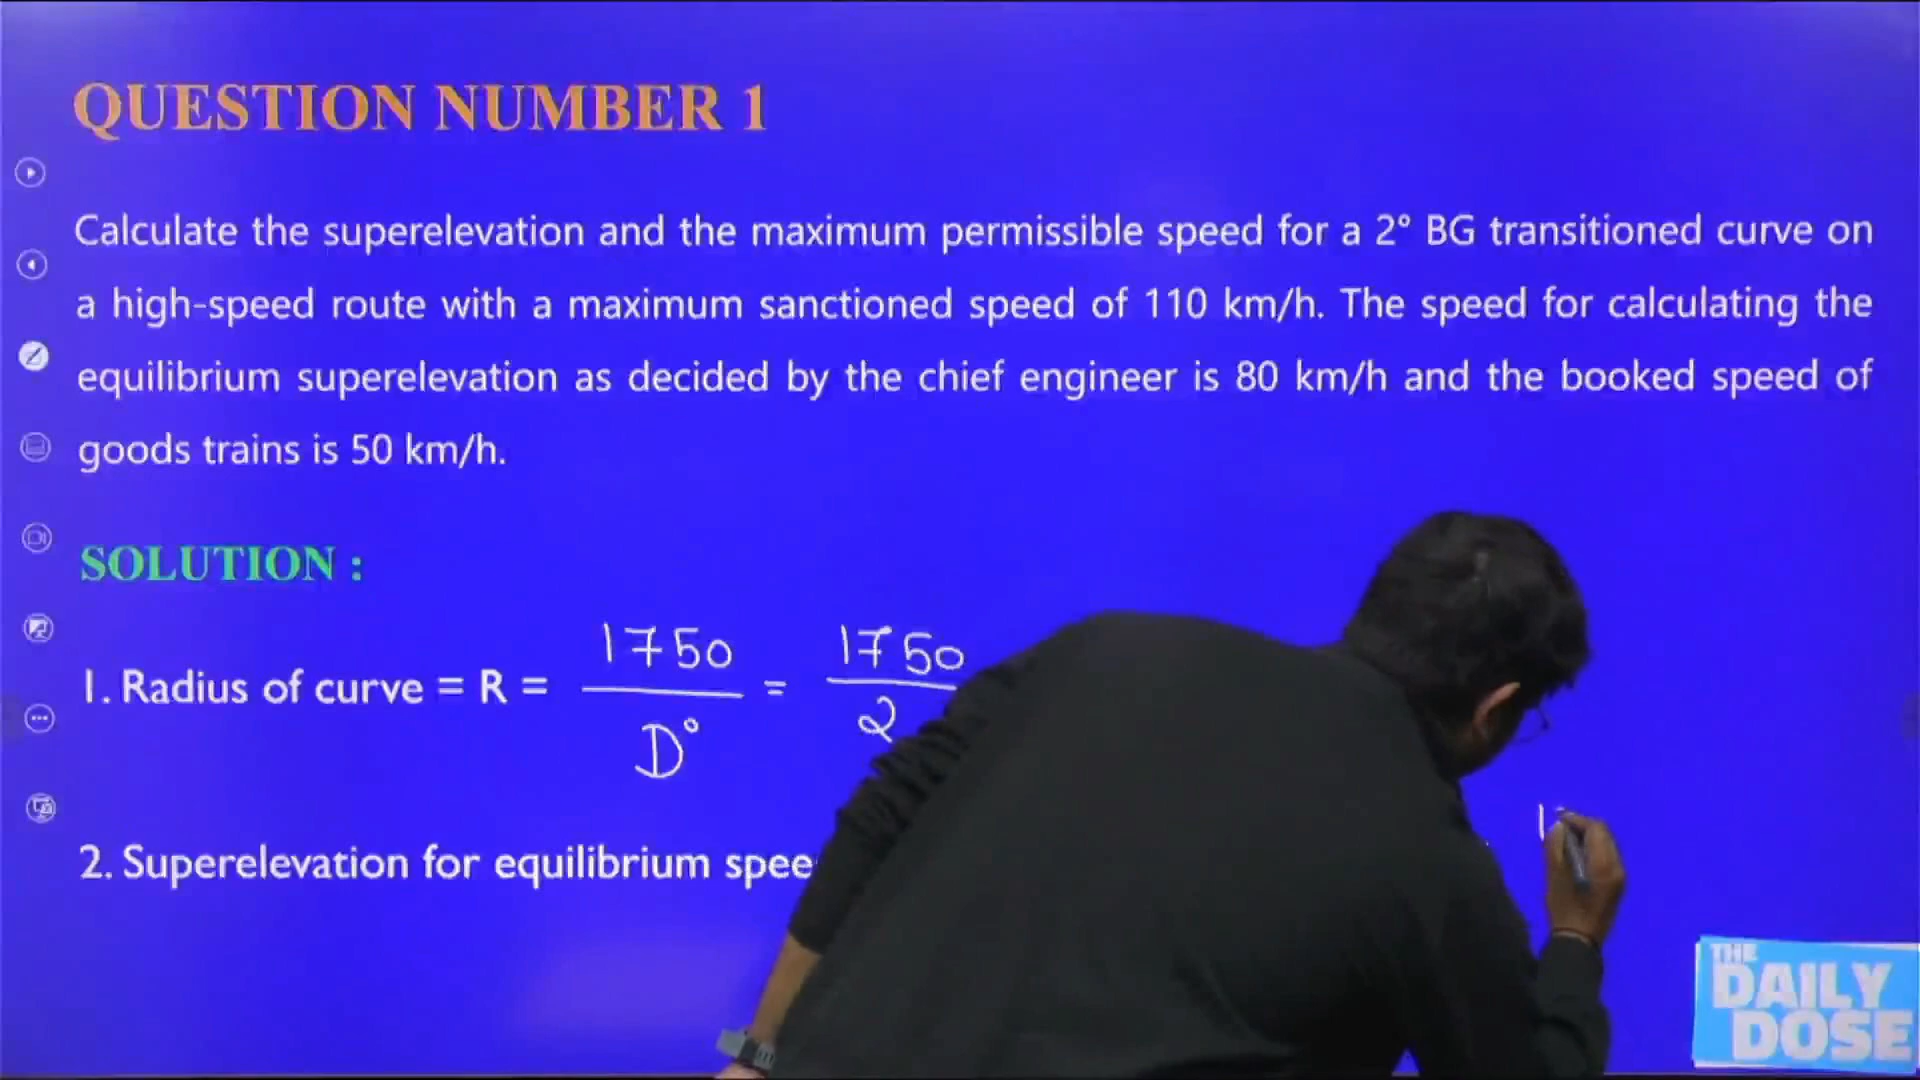 QUESTION NUMBER 1
Calculate the superelevation and the maximum permissible speed for a 2° BG transitioned curve on
a high-speed route with a maximum sanctioned speed of 110 km/h. The speed for calculating the
equilibrium superelevation as decided by the chief engineer is 80 km/h and the booked speed of
goods trains is 50 km/h.
SOLUTION :
1. Radius of curve = R = 1750 / D° = 1750 / 2
2. Superelevation for equilibrium
THE
DAILY
DOSE